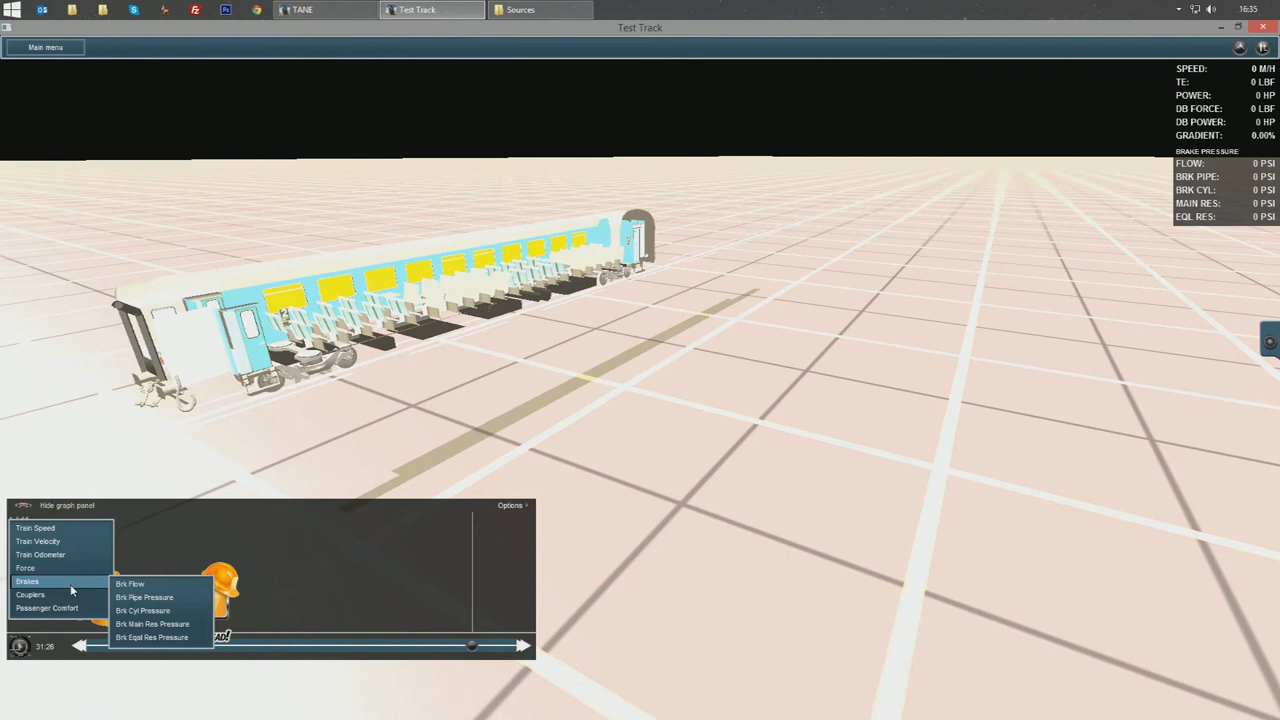 TANE
Test Track
Sources
16:35
Test Track
Main menu
SPEED: 0 M/H
TE: 0 LBF
POWER: 0 HP
DB FORCE: 0 LBF
DB POWER: 0 HP
GRADIENT: 0.00%
BRAKE PRESSURE
FLOW: 0 PSI
BRK PIPE: 0 PSI
BRK CYL: 0 PSI
MAIN RES: 0 PSI
EQL RES: 0 PSI
Hide graph panel
Options
Train Speed
Train Velocity
Train Odometer
Force
Brakes
Couplers
Passenger Comfort
Brk Flow
Brk Pipe Pressure
Brk Cyl Pressure
Brk Main Res Pressure
Brk Eqal Res Pressure
31:26